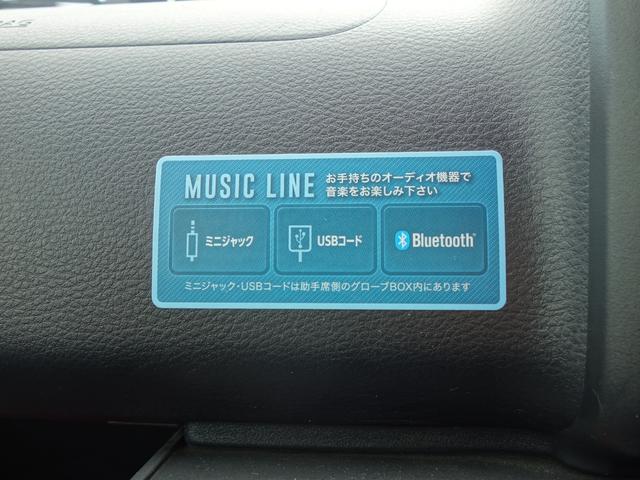 MUSIC LINE
お手持ちのオーディオ機器で
音楽をお楽しみ下さい
ミニジャック
USBコード
Bluetooth
ミニジャック・USBコードは助手席側のグローブBOX内にあります